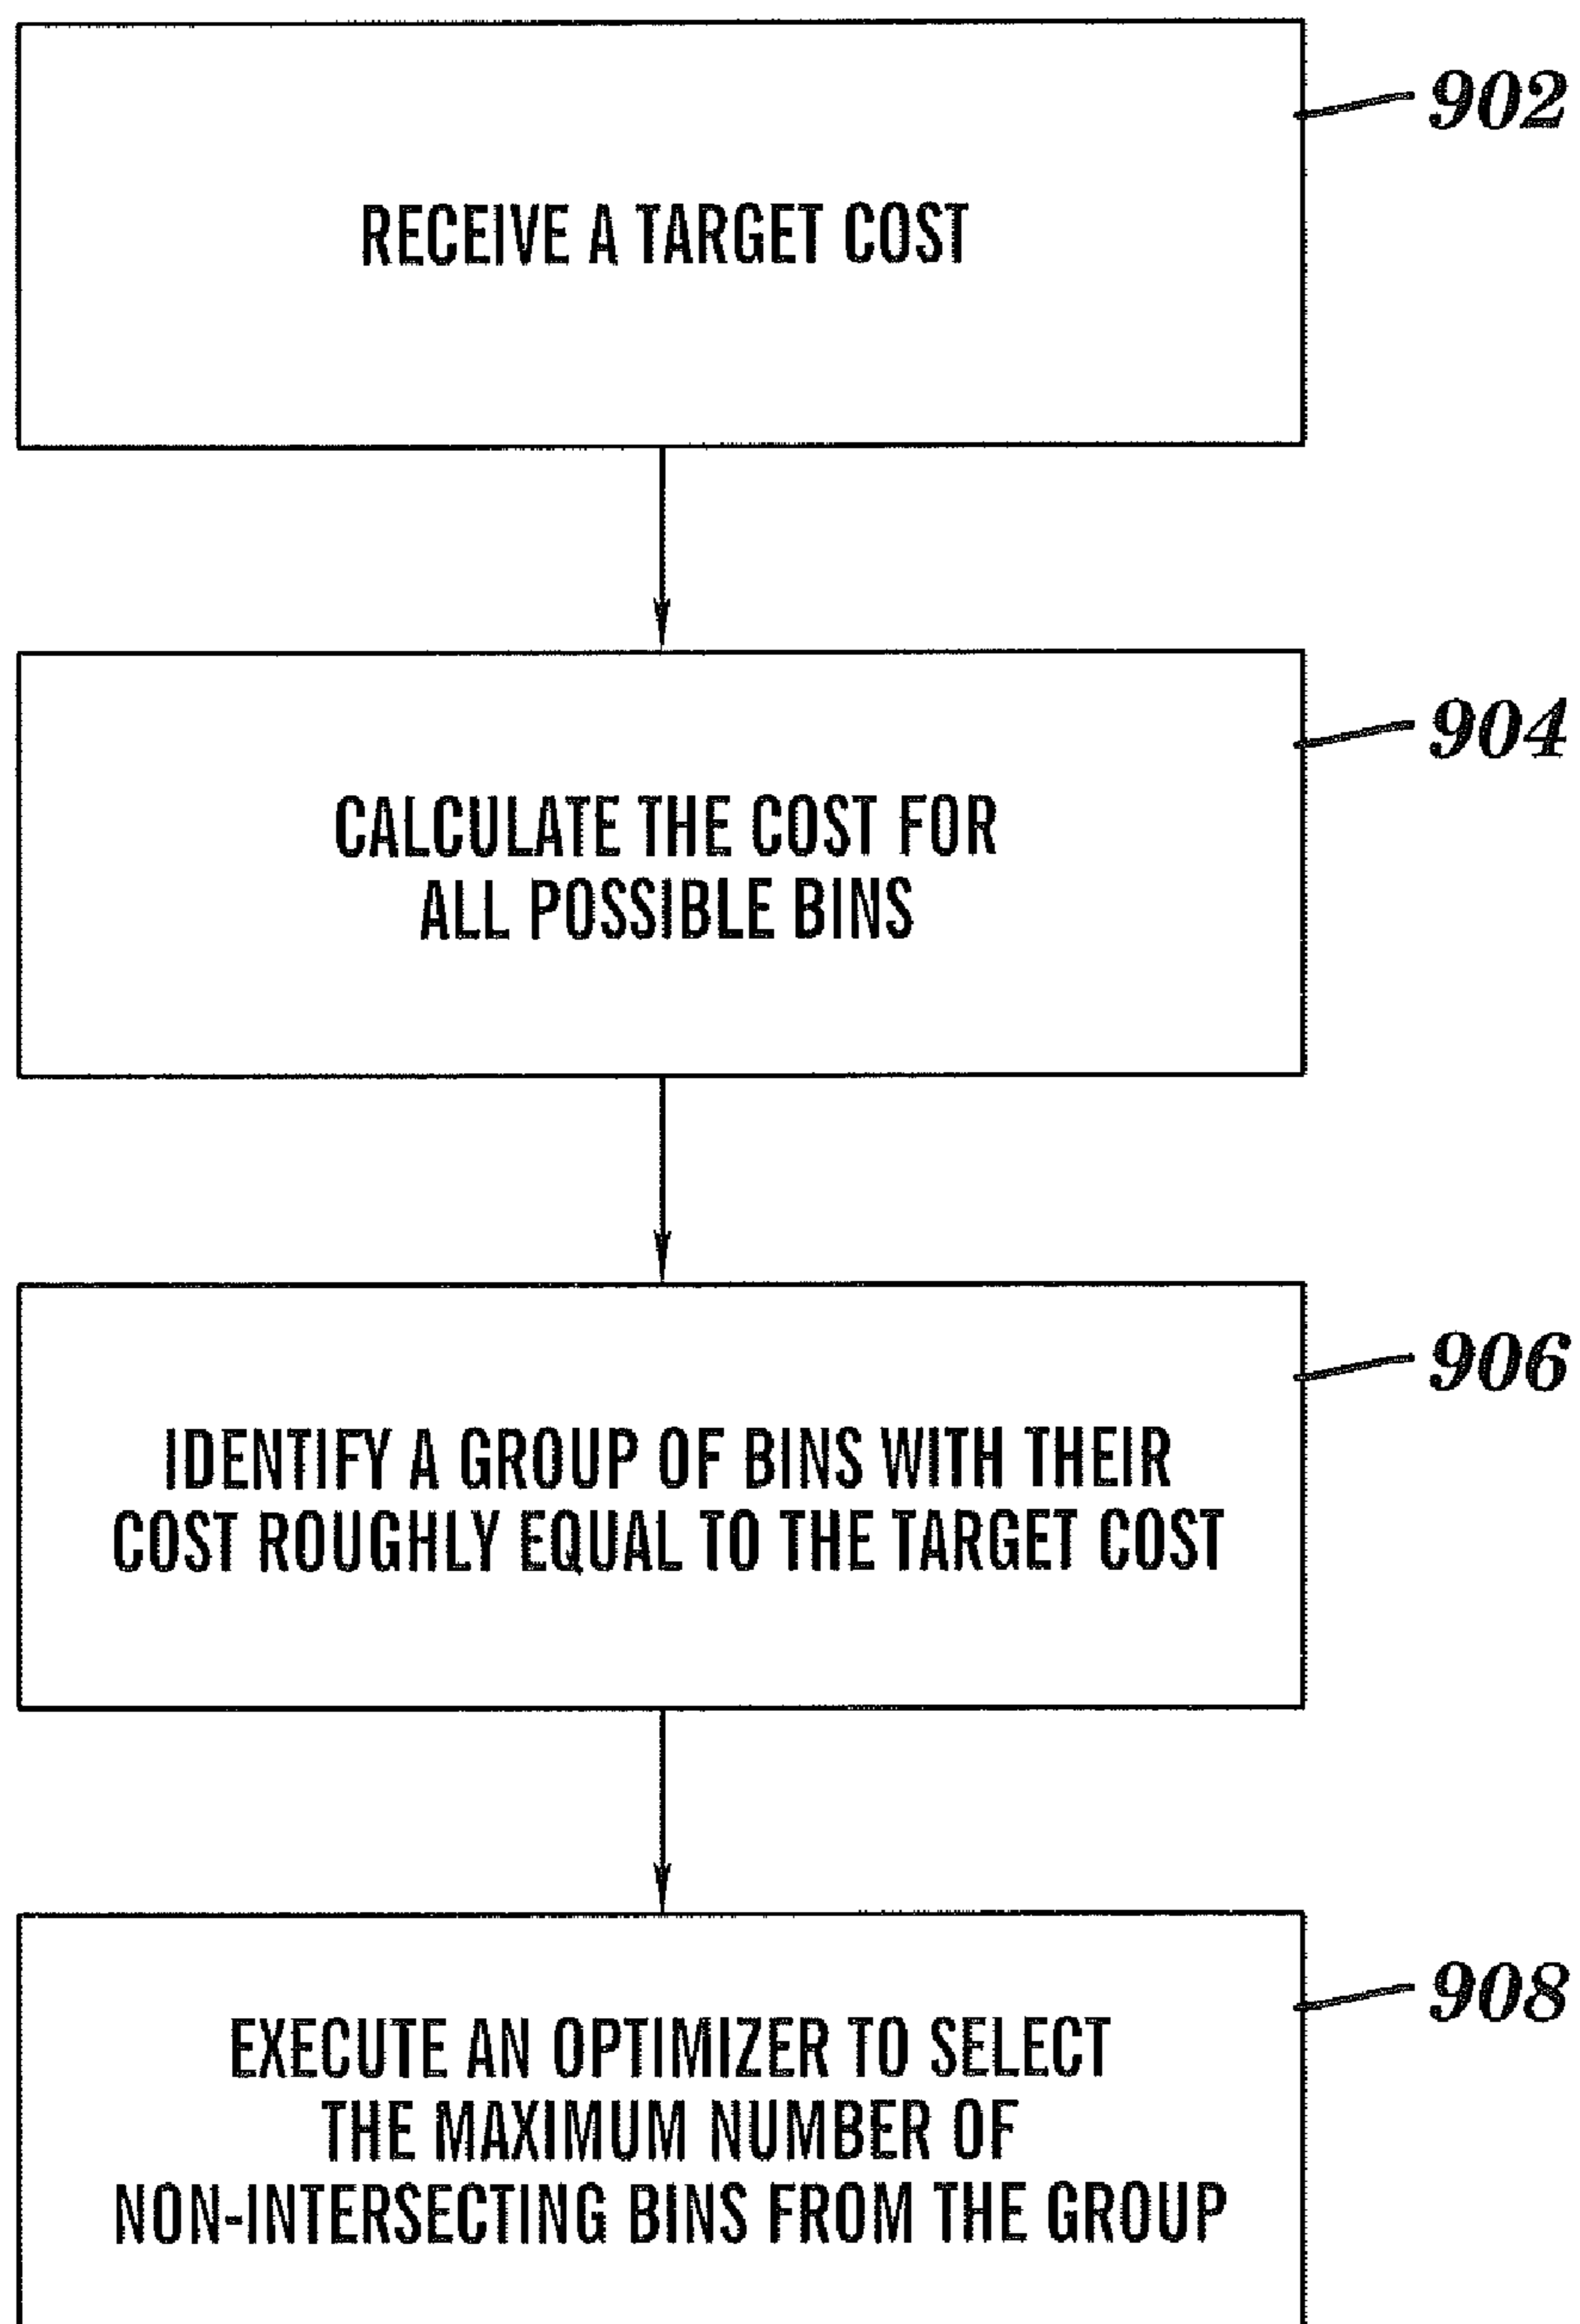 902
RECEIVE A TARGET COST
904
CALCULATE THE COST FOR
ALL POSSIBLE BINS
906
IDENTIFY A GROUP OF BINS WITH THEIR
COST ROUGHLY EQUAL TO THE TARGET COST
908
EXECUTE AN OPTIMIZER TO SELECT
THE MAXIMUM NUMBER OF
NON-INTERSECTING BINS FROM THE GROUP